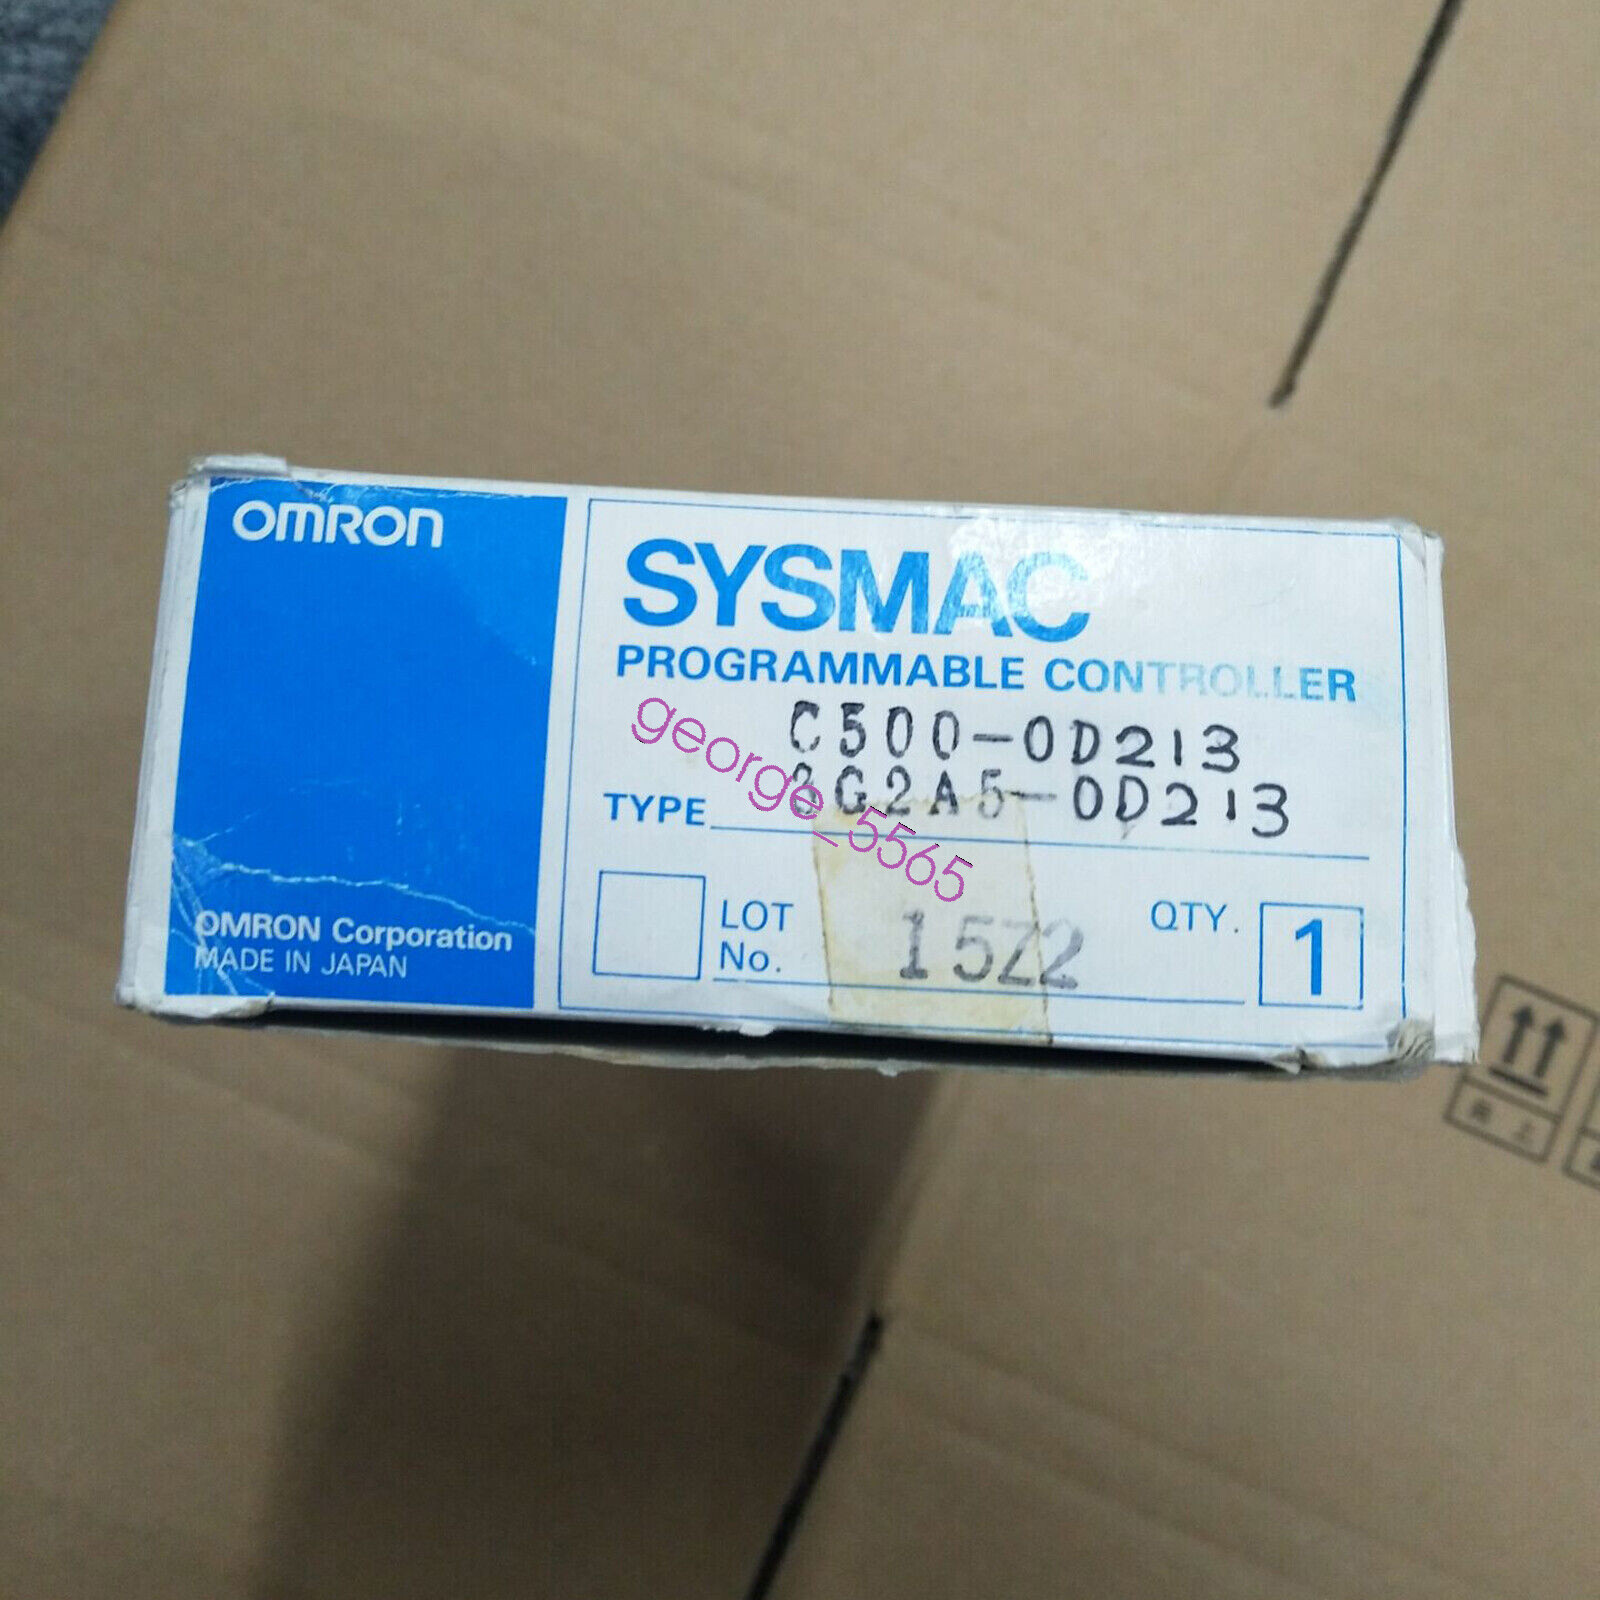 OMRON
SYSMAC
PROGRAMMABLE CONTROLLER
C500-OD213
TYPE 3G2A5-OD213
LOT No. 15Z2
QTY. 1
OMRON Corporation
MADE IN JAPAN
george_5565